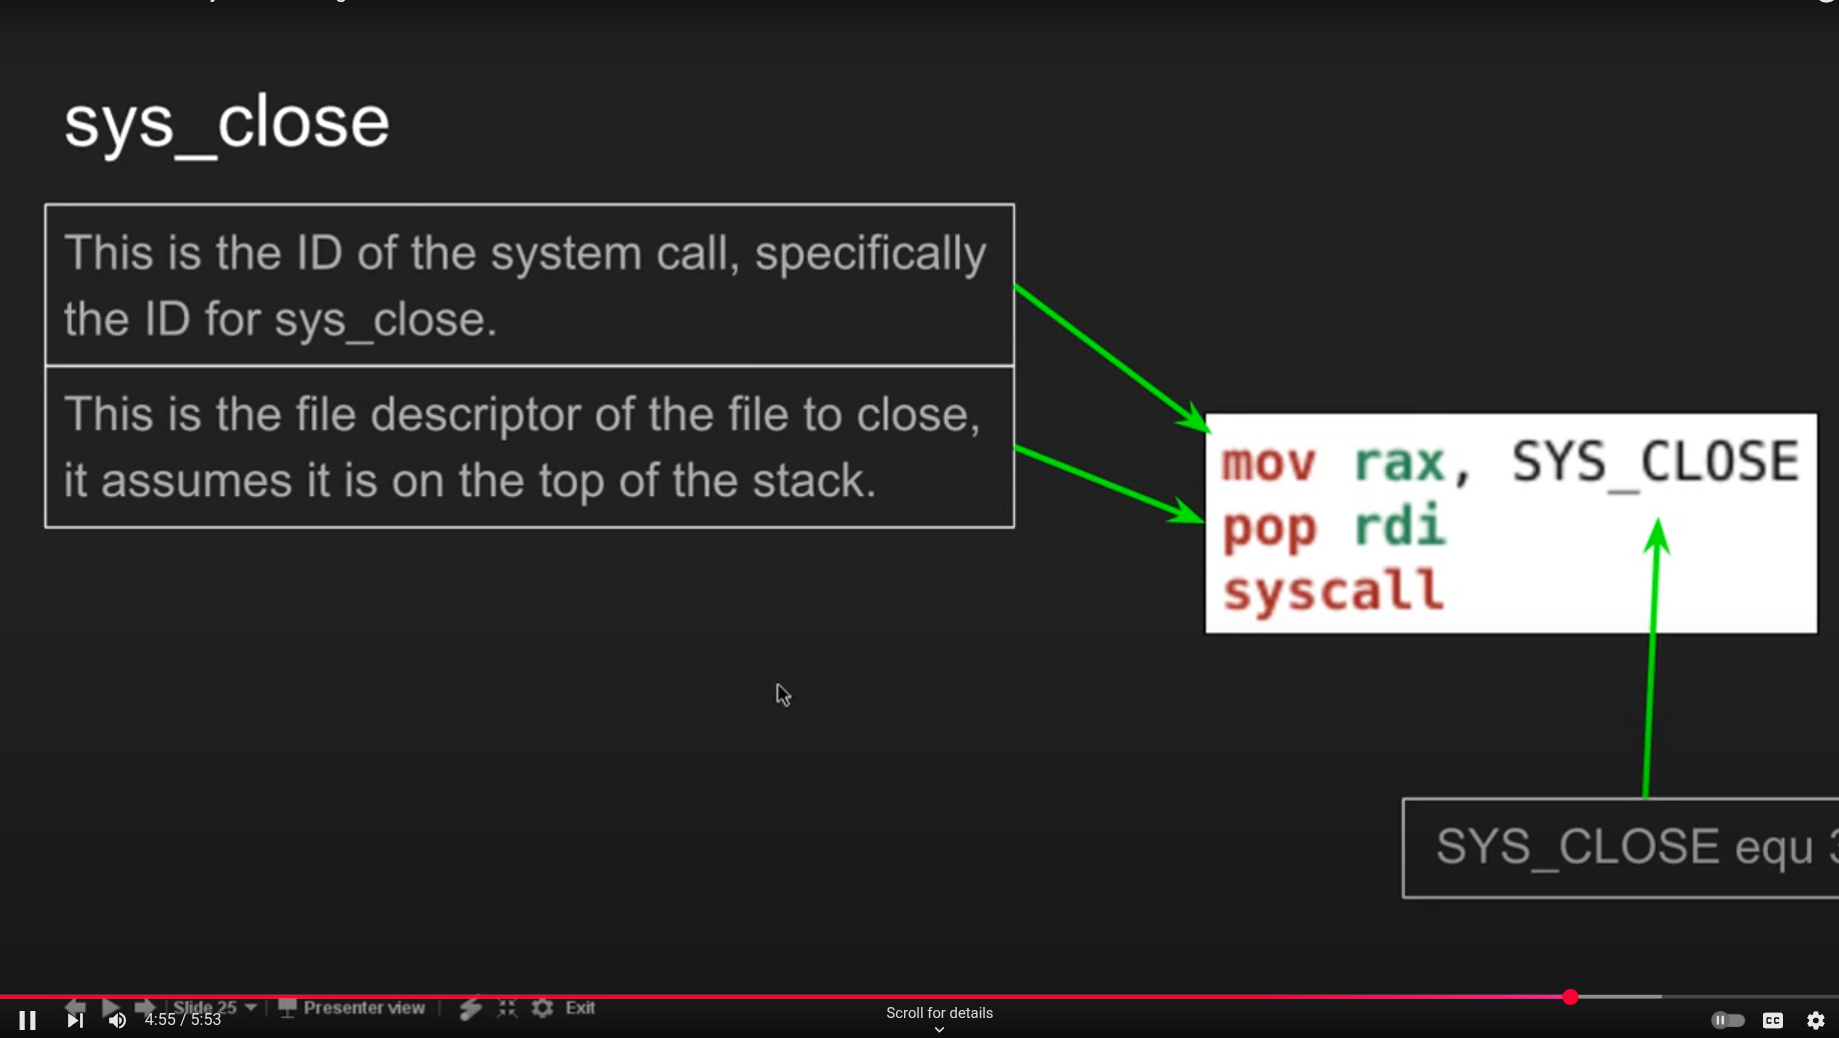 sys_close
This is the ID of the system call, specifically
the ID for sys_close.
This is the file descriptor of the file to close,
it assumes it is on the top of the stack.
mov rax, SYS_CLOSE
pop rdi
syscall
SYS_CLOSE equ
Slide 25
Presenter view
Exit
4:55 / 5:53
Scroll for details
CC